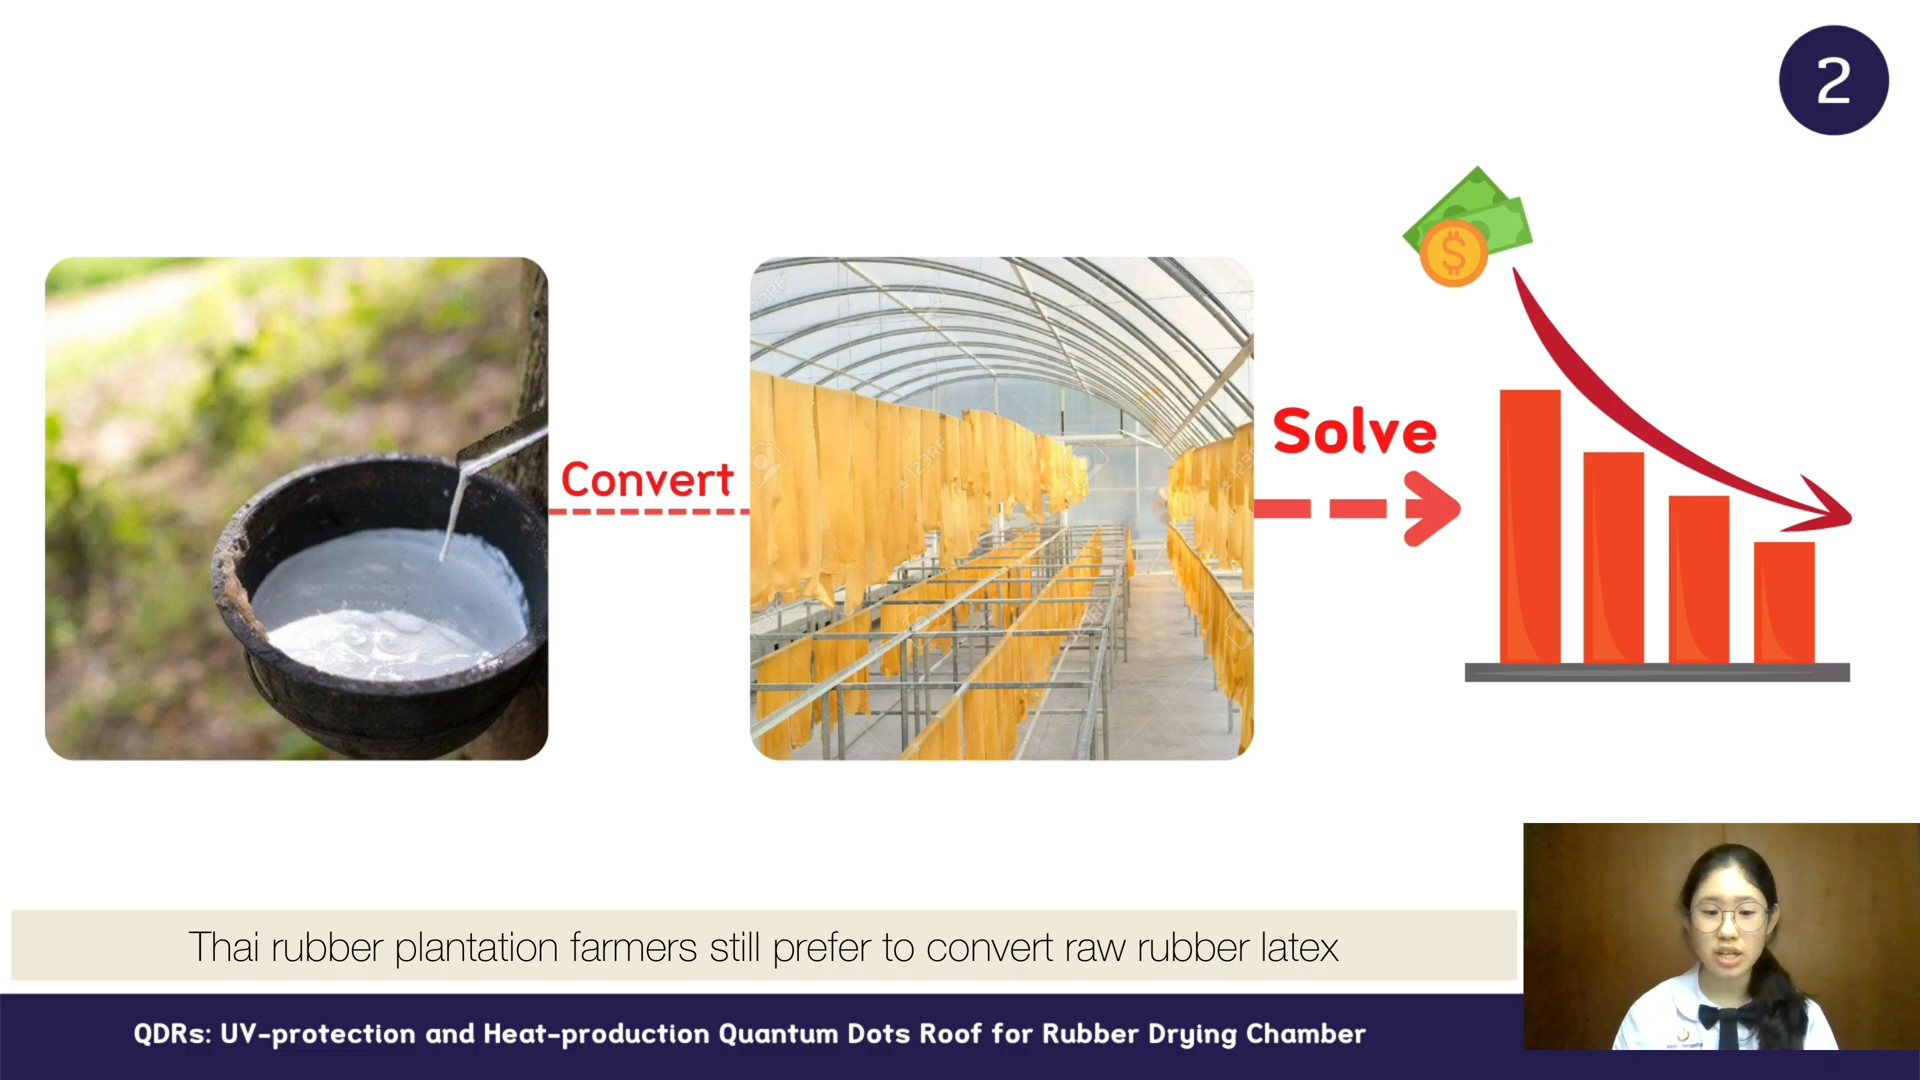 2
$
Convert
Solve
123RF
Thai rubber plantation farmers still prefer to convert raw rubber latex
QDRs: UV-protection and Heat-production Quantum Dots Roof for Rubber Drying Chamber